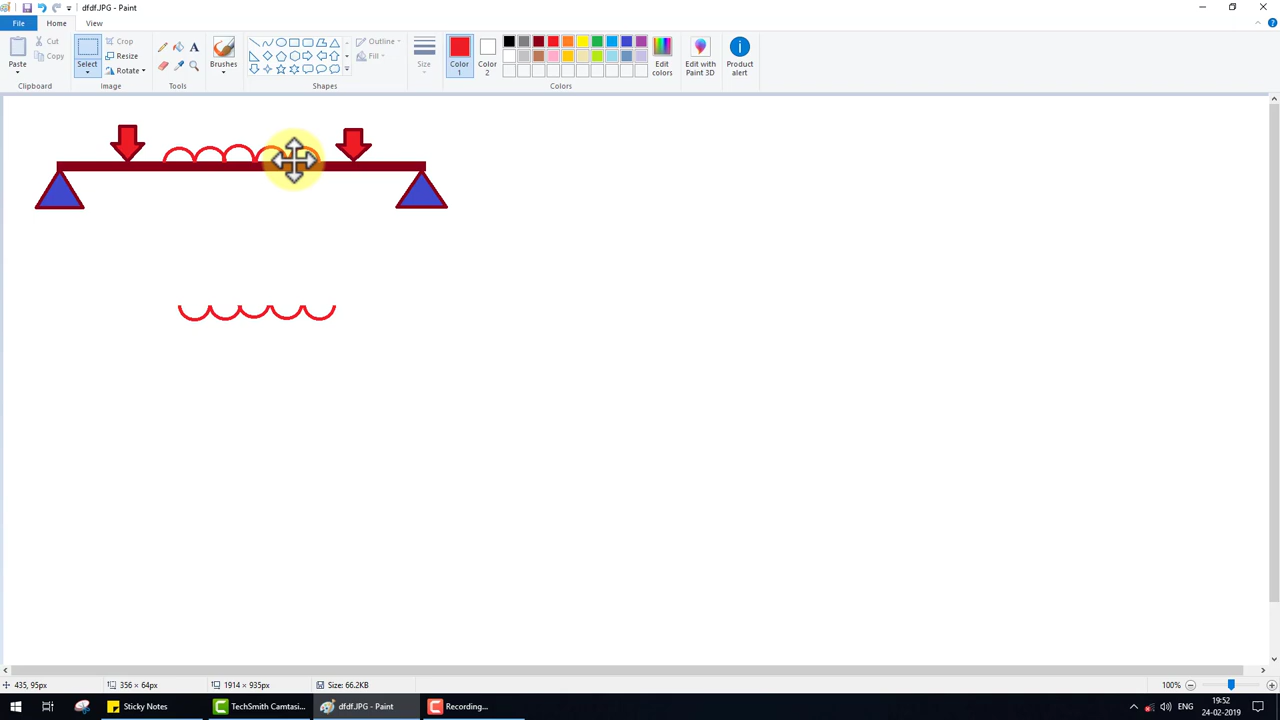 dfdf.JPG - Paint
File Home View
Paste Cut Copy
Clipboard
Select Crop Resize Rotate
Image
A
Tools
Brushes
Shapes
Outline
Fill
Size
Color 1
Color 2
Edit colors
Colors
Edit with Paint 3D
Product alert
435, 95px
356 × 64px
1914 × 935px
Size: 66.2KB
100%
Sticky Notes
TechSmith Camtasi...
dfdf.JPG - Paint
Recording...
ENG
19:52
24-02-2019